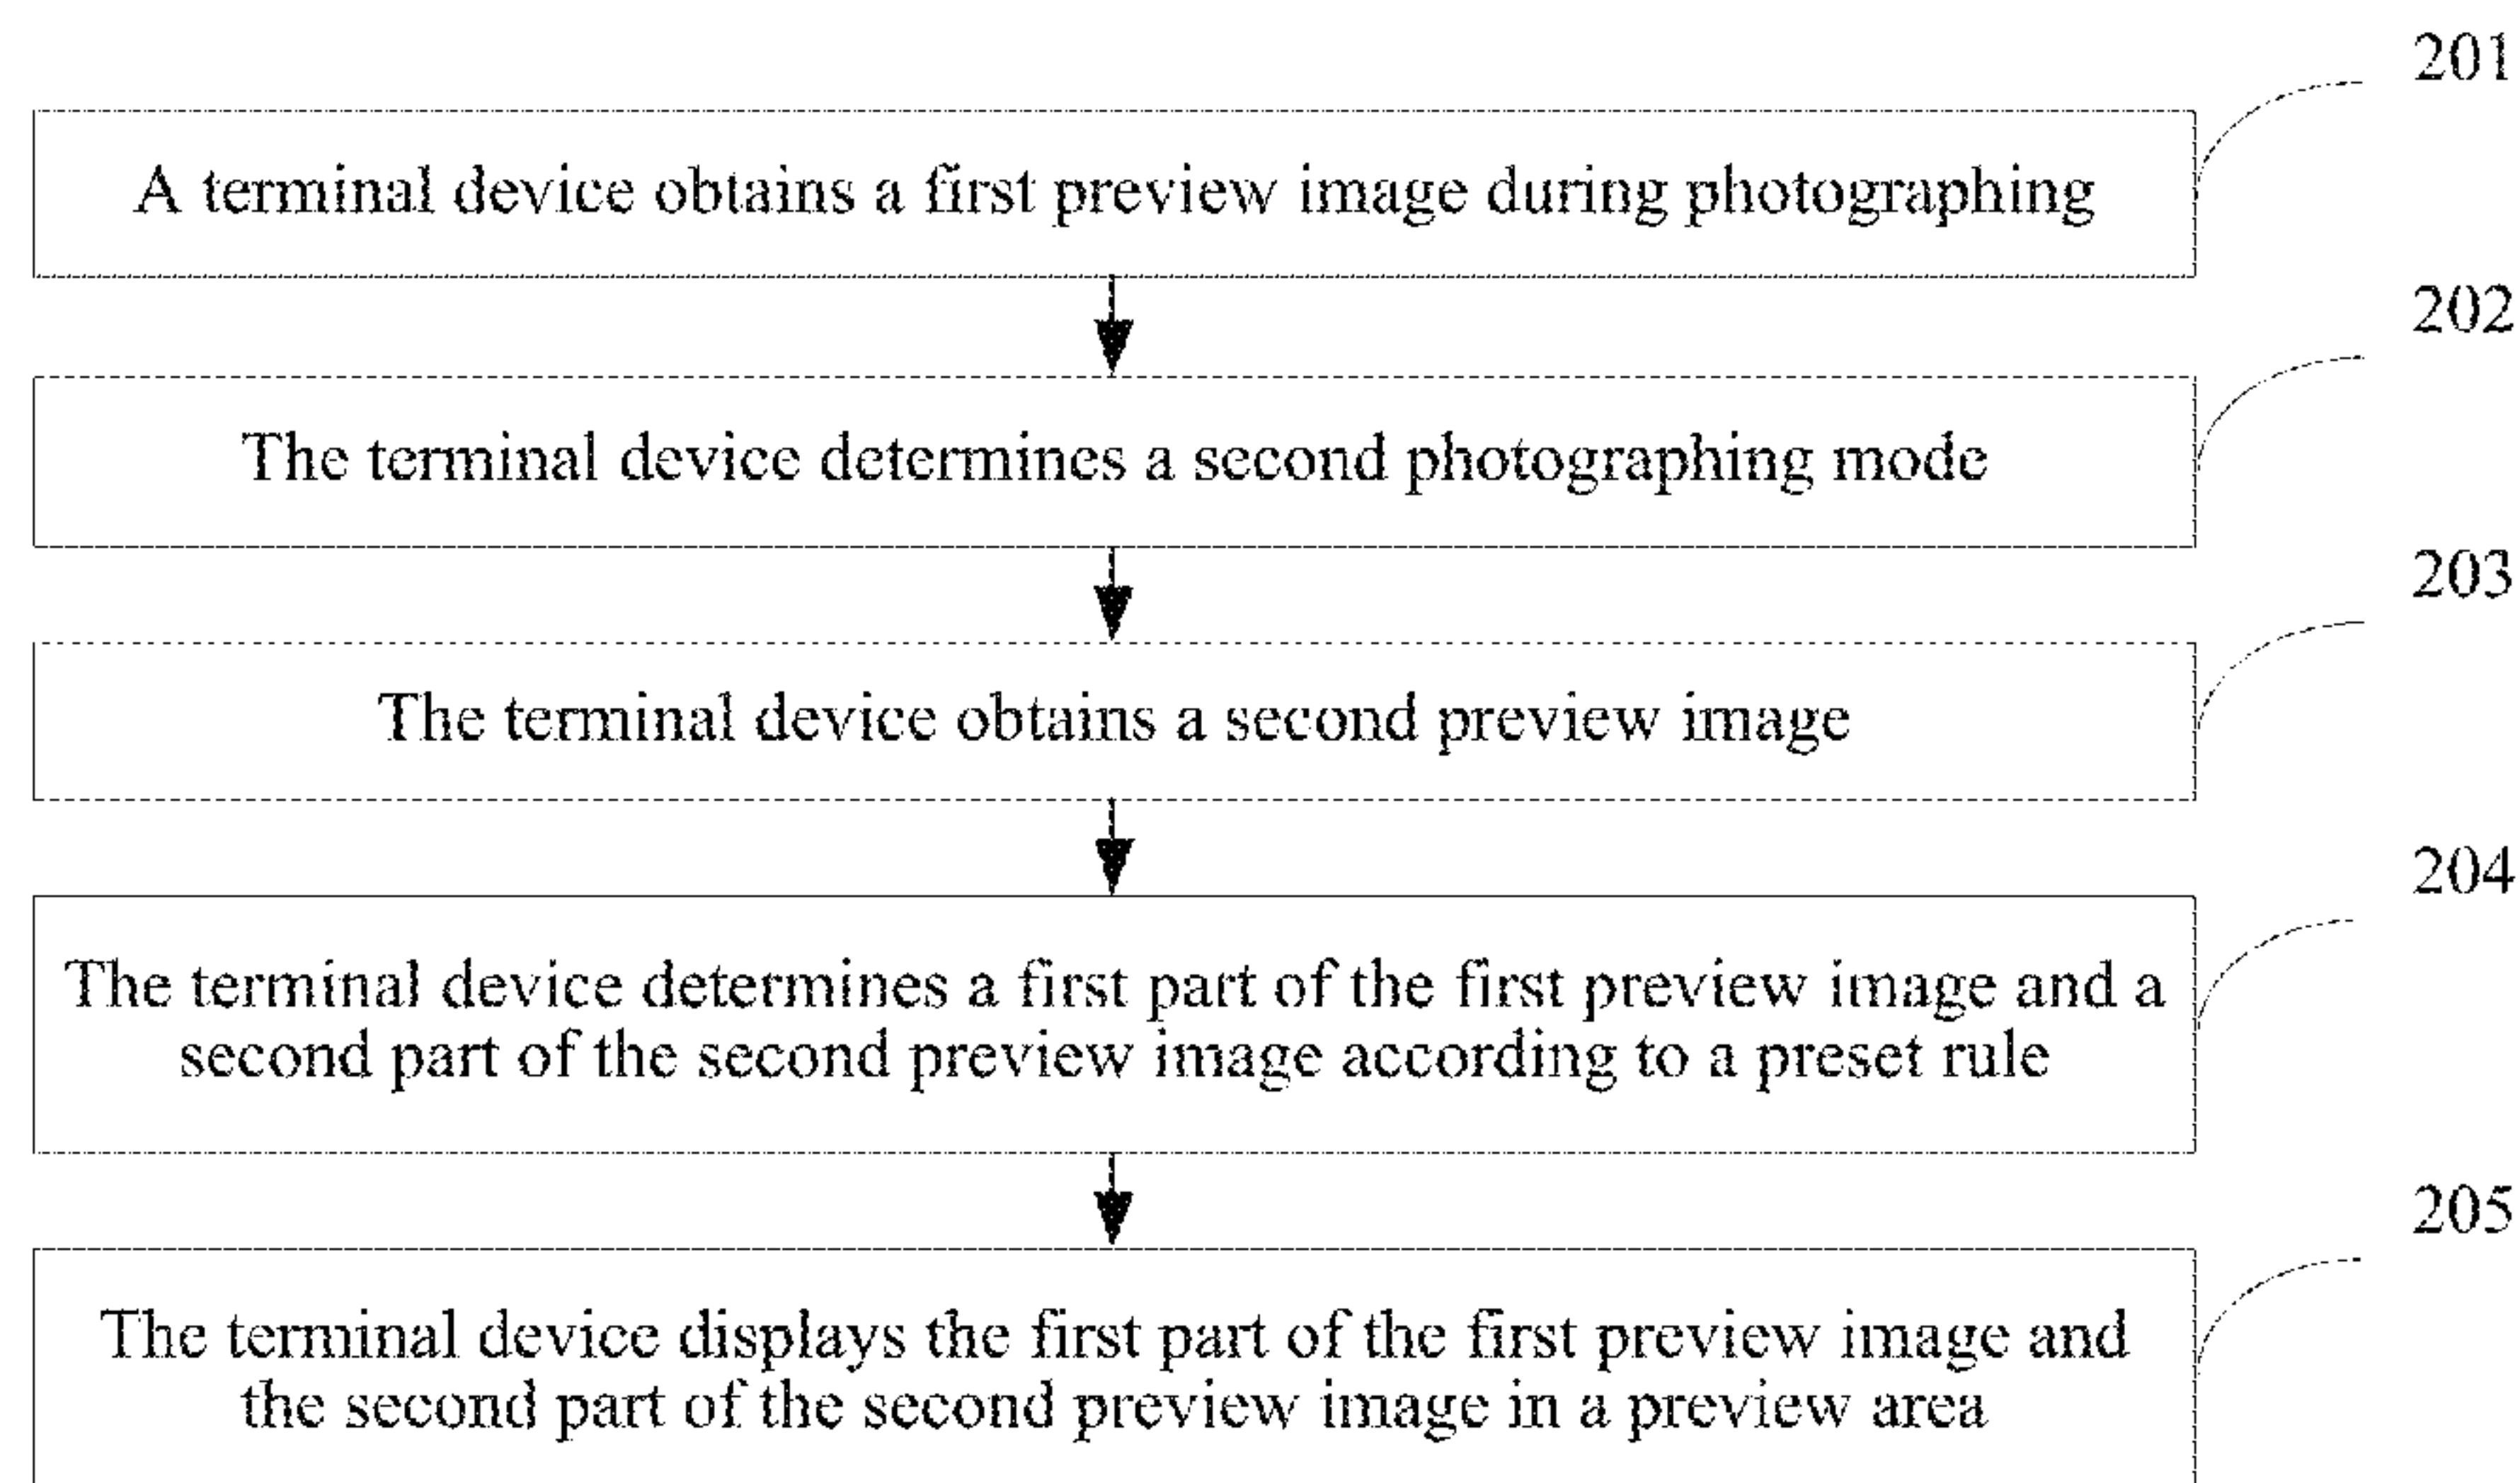 201
A terminal device obtains a first preview image during photographing
202
The terminal device determines a second photographing mode
203
The terminal device obtains a second preview image
204
The terminal device determines a first part of the first preview image and a
second part of the second preview image according to a preset rule
205
The terminal device displays the first part of the first preview image and
the second part of the second preview image in a preview area